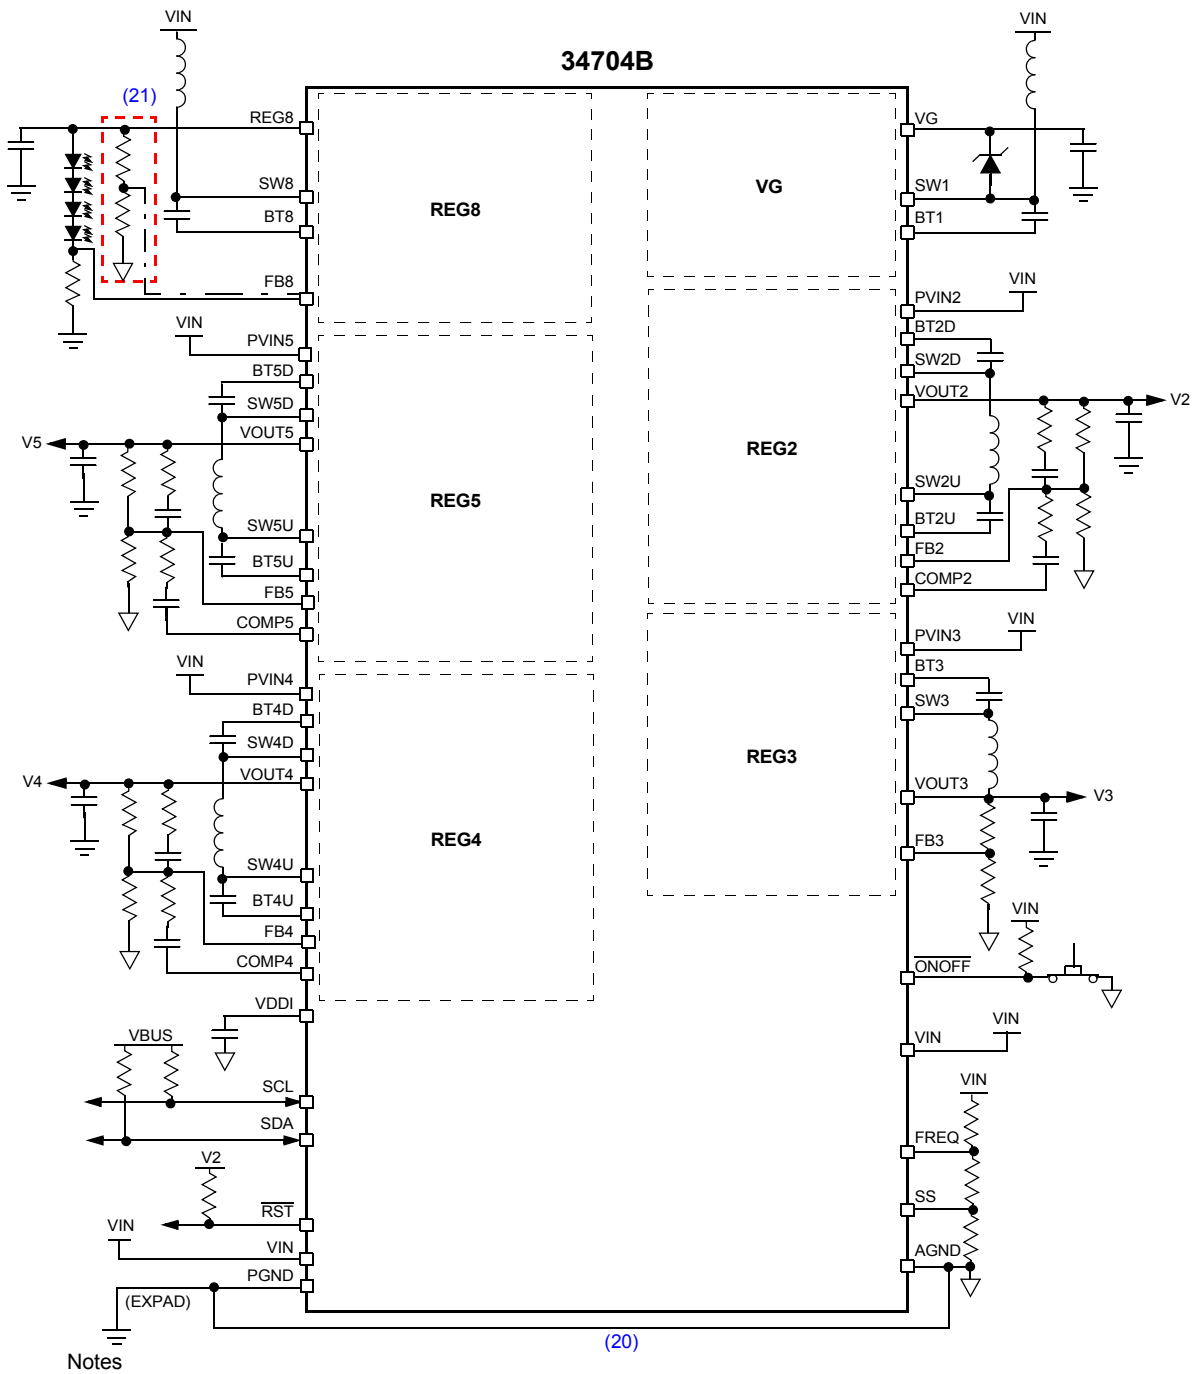 34704B
VIN
(21)
REG8
SW8
BT8
FB8
REG8
VIN
PVIN5
BT5D
SW5D
VOUT5
V5
SW5U
BT5U
FB5
COMP5
REG5
VIN
PVIN4
BT4D
SW4D
VOUT4
V4
SW4U
BT4U
FB4
COMP4
REG4
VDDI
VBUS
SCL
SDA
V2
RST
VIN
VIN
PGND
(EXPAD)
VIN
VG
SW1
BT1
VG
VIN
PVIN2
BT2D
SW2D
VOUT2
V2
SW2U
BT2U
FB2
COMP2
REG2
VIN
PVIN3
BT3
SW3
VOUT3
V3
FB3
REG3
VIN
ONOFF
VIN
VIN
VIN
FREQ
SS
AGND
(20)
Notes